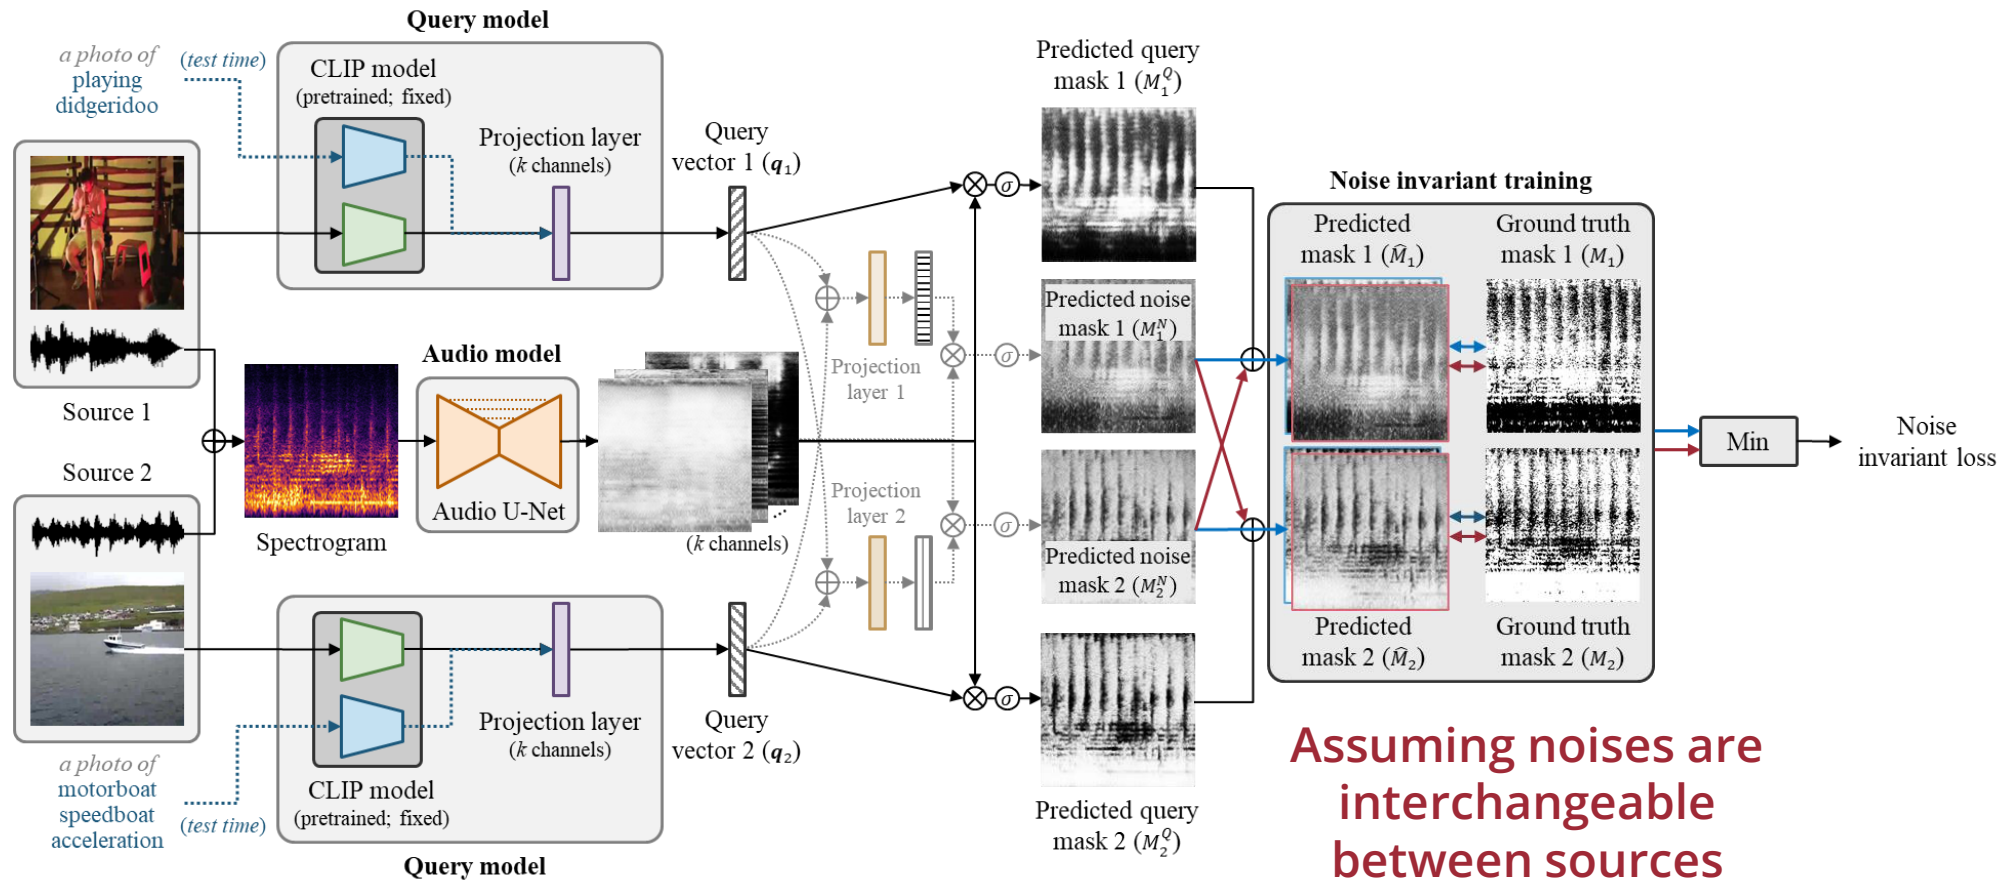 Query model
a photo of
playing
didgeridoo
(test time)
CLIP model
(pretrained; fixed)
Projection layer
(k channels)
Query
vector 1 (q₁)
Source 1
Source 2
Spectrogram
Audio model
Audio U-Net
...
(k channels)
Projection
layer 1
Projection
layer 2
σ
σ
σ
σ
Predicted query
mask 1 (M₁^Q)
Predicted noise
mask 1 (M₁^N)
Predicted noise
mask 2 (M₂^N)
Predicted query
mask 2 (M₂^Q)
Noise invariant training
Predicted
mask 1 (M̂₁)
Ground truth
mask 1 (M₁)
Predicted
mask 2 (M̂₂)
Ground truth
mask 2 (M₂)
Min
Noise
invariant loss
a photo of
motorboat
speedboat
acceleration
(test time)
CLIP model
(pretrained; fixed)
Projection layer
(k channels)
Query
vector 2 (q₂)
Query model
Assuming noises are
interchangeable
between sources